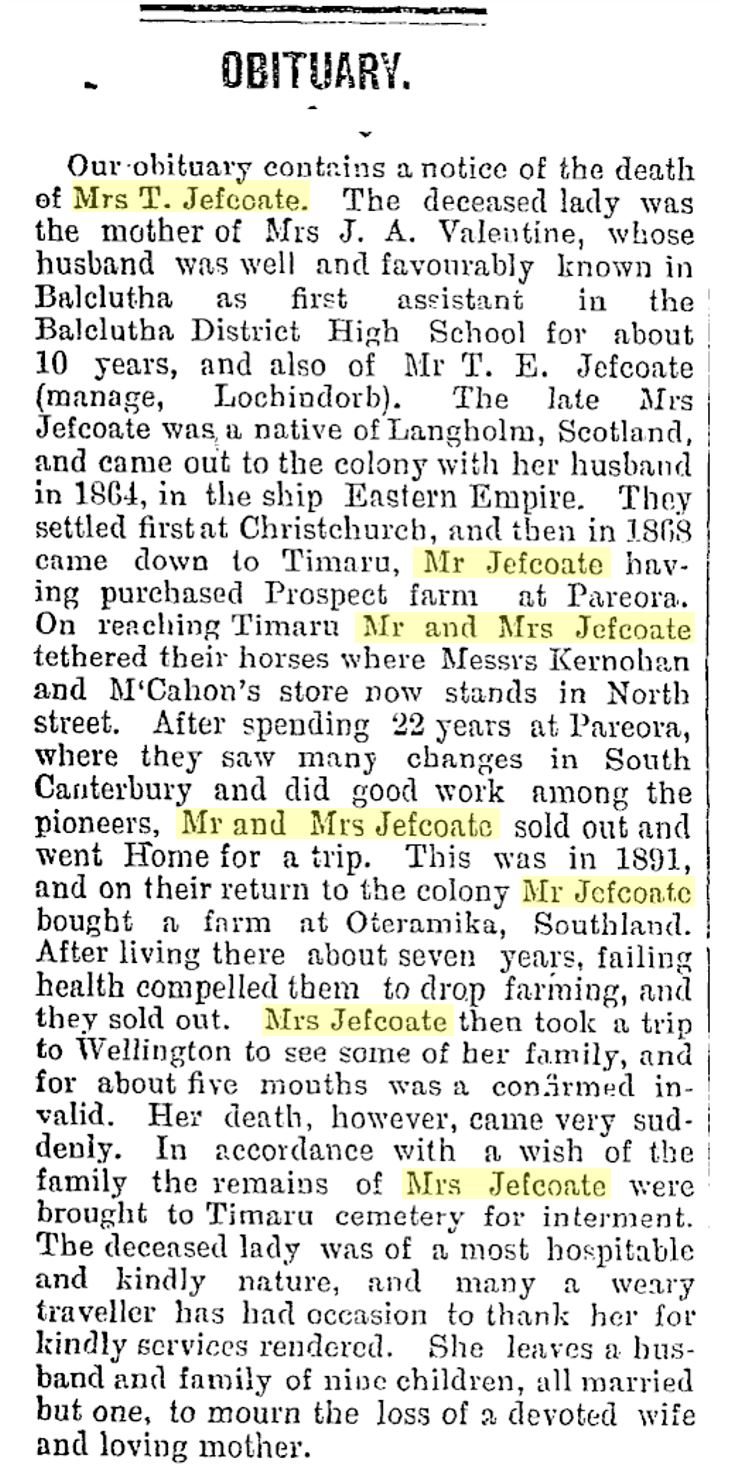 OBITUARY.
Our obituary contains a notice of the death
of Mrs T. Jefcoate. The deceased lady was
the mother of Mrs J. A. Valentine, whose
husband was well and favourably known in
Balclutha as first assistant in the
Balclutha District High School for about
10 years, and also of Mr T. E. Jefcoate
(manage, Lochindorb). The late Mrs
Jefcoate was a native of Langholm, Scotland,
and came out to the colony with her husband
in 1864, in the ship Eastern Empire. They
settled first at Christchurch, and then in 1868
came down to Timaru, Mr Jefcoate hav-
ing purchased Prospect farm at Pareora.
On reaching Timaru Mr and Mrs Jefcoate
tethered their horses where Messrs Kernohan
and M‘Cahon's store now stands in North
street. After spending 22 years at Pareora,
where they saw many changes in South
Canterbury and did good work among the
pioneers, Mr and Mrs Jefcoate sold out and
went Home for a trip. This was in 1891,
and on their return to the colony Mr Jefcoate
bought a farm at Oteramika, Southland.
After living there about seven years, failing
health compelled them to drop farming, and
they sold out. Mrs Jefcoate then took a trip
to Wellington to see some of her family, and
for about five months was a confirmed in-
valid. Her death, however, came very sud-
denly. In accordance with a wish of the
family the remains of Mrs Jefcoate were
brought to Timaru cemetery for interment.
The deceased lady was of a most hospitable
and kindly nature, and many a weary
traveller has had occasion to thank her for
kindly services rendered. She leaves a hus-
band and family of nine children, all married
but one, to mourn the loss of a devoted wife
and loving mother.